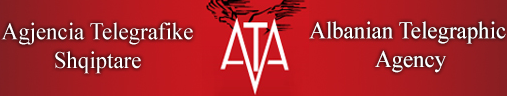 Agjencia Telegrafike
Shqiptare
ATA
Albanian Telegraphic
Agency